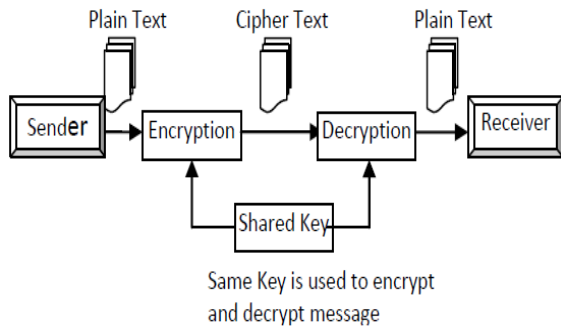 Plain Text
Cipher Text
Plain Text
Sender
Encryption
Decryption
Receiver
Shared Key
Same Key is used to encrypt
and decrypt message